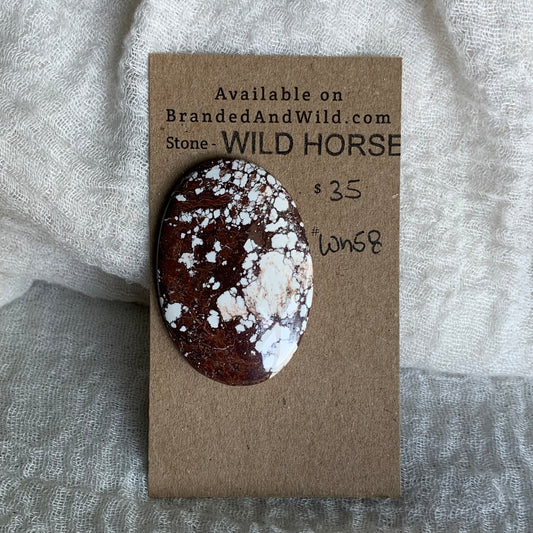 Available on
BrandedAndWild.com
Stone - WILD HORSE
$ 35
# Wh58